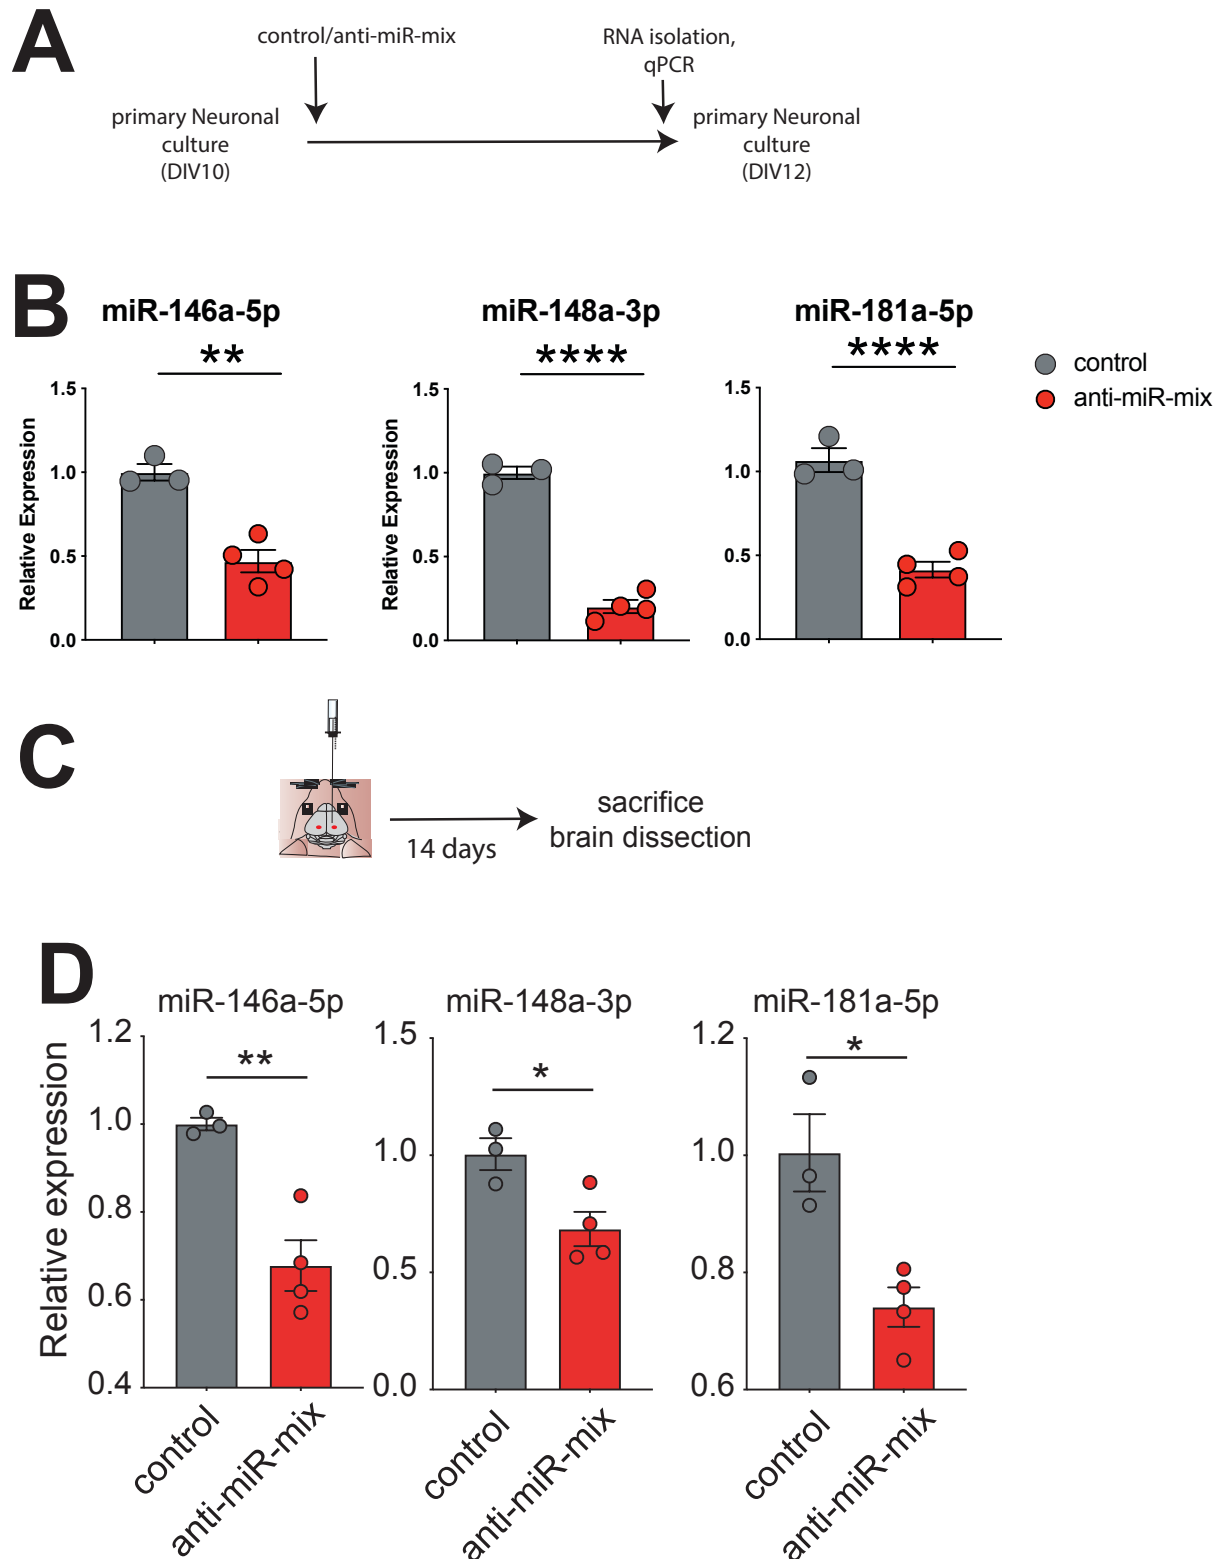 A
control/anti-miR-mix
RNA isolation,
qPCR
primary Neuronal
culture
(DIV10)
primary Neuronal
culture
(DIV12)
B
miR-146a-5p
miR-148a-3p
miR-181a-5p
**
****
****
control
anti-miR-mix
Relative Expression
1.5
1.0
0.5
0.0
Relative Expression
1.5
1.0
0.5
0.0
1.5
1.0
0.5
0.0
C
14 days
sacrifice
brain dissection
D
miR-146a-5p
miR-148a-3p
miR-181a-5p
Relative expression
1.2
1.0
0.8
0.6
0.4
**
control
anti-miR-mix
1.5
1.0
0.5
0.0
*
control
anti-miR-mix
1.2
1.0
0.8
0.6
*
control
anti-miR-mix